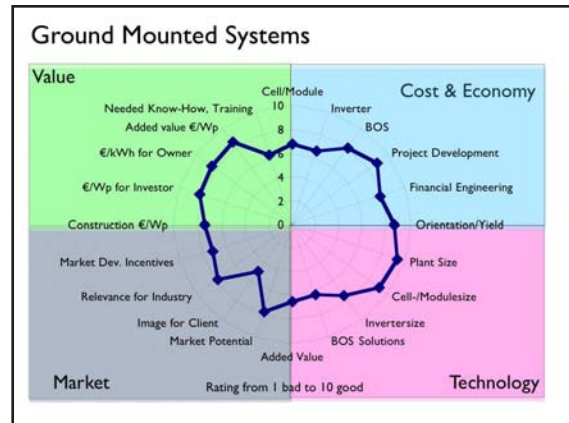 Ground Mounted Systems
Value
Cost & Economy
Cell/Module
Inverter
BOS
Project Development
Financial Engineering
Orientation/Yield
Plant Size
Cell-/Modulesize
Invertersize
BOS Solutions
Added Value
Market Potential
Image for Client
Relevance for Industry
Market Dev. Incentives
Construction €/Wp
€/Wp for Investor
€/kWh for Owner
Added value €/Wp
Needed Know-How, Training
10
8
6
4
2
0
Market
Rating from 1 bad to 10 good
Technology